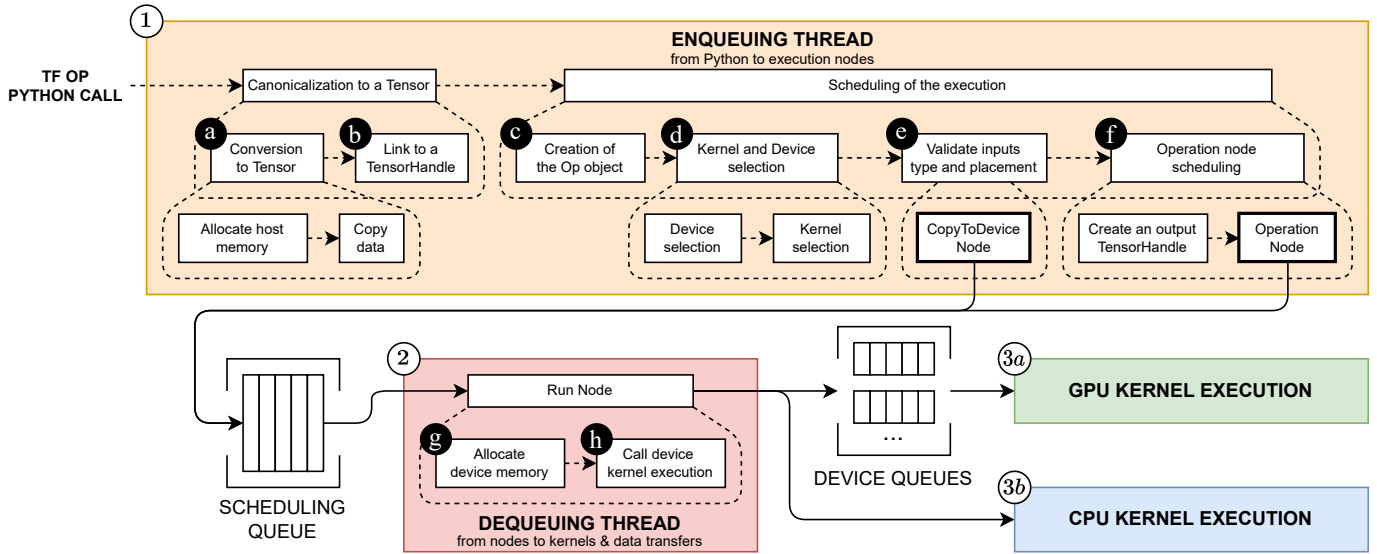 1
ENQUEUING THREAD
from Python to execution nodes
TF OP
PYTHON CALL
Canonicalization to a Tensor
Scheduling of the execution
a
Conversion
to Tensor
b
Link to a
TensorHandle
c
Creation of
the Op object
d
Kernel and Device
selection
e
Validate inputs
type and placement
f
Operation node
scheduling
Allocate host
memory
Copy
data
Device
selection
Kernel
selection
CopyToDevice
Node
Create an output
TensorHandle
Operation
Node
SCHEDULING
QUEUE
2
Run Node
g
Allocate
device memory
h
Call device
kernel execution
DEQUEUING THREAD
from nodes to kernels & data transfers
...
DEVICE QUEUES
3a
GPU KERNEL EXECUTION
3b
CPU KERNEL EXECUTION